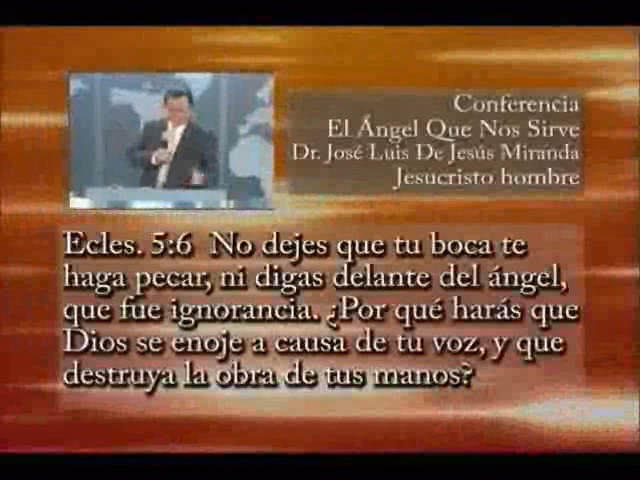 Conferencia
El Ángel Que Nos Sirve
Dr. José Luis De Jesús Miranda
Jesucristo hombre
Ecles. 5:6 No dejes que tu boca te
haga pecar, ni digas delante del ángel,
que fue ignorancia. ¿Por qué harás que
Dios se enoje a causa de tu voz, y que
destruya la obra de tus manos?